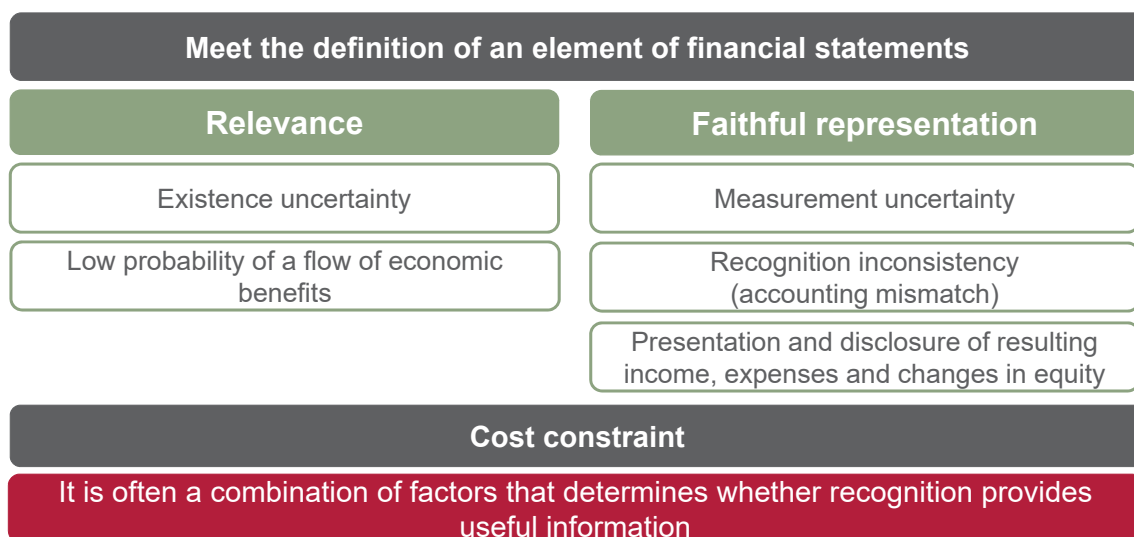 Meet the definition of an element of financial statements
Relevance
Faithful representation
Existence uncertainty
Measurement uncertainty
Low probability of a flow of economic
benefits
Recognition inconsistency
(accounting mismatch)
Presentation and disclosure of resulting
income, expenses and changes in equity
Cost constraint
It is often a combination of factors that determines whether recognition provides
useful information